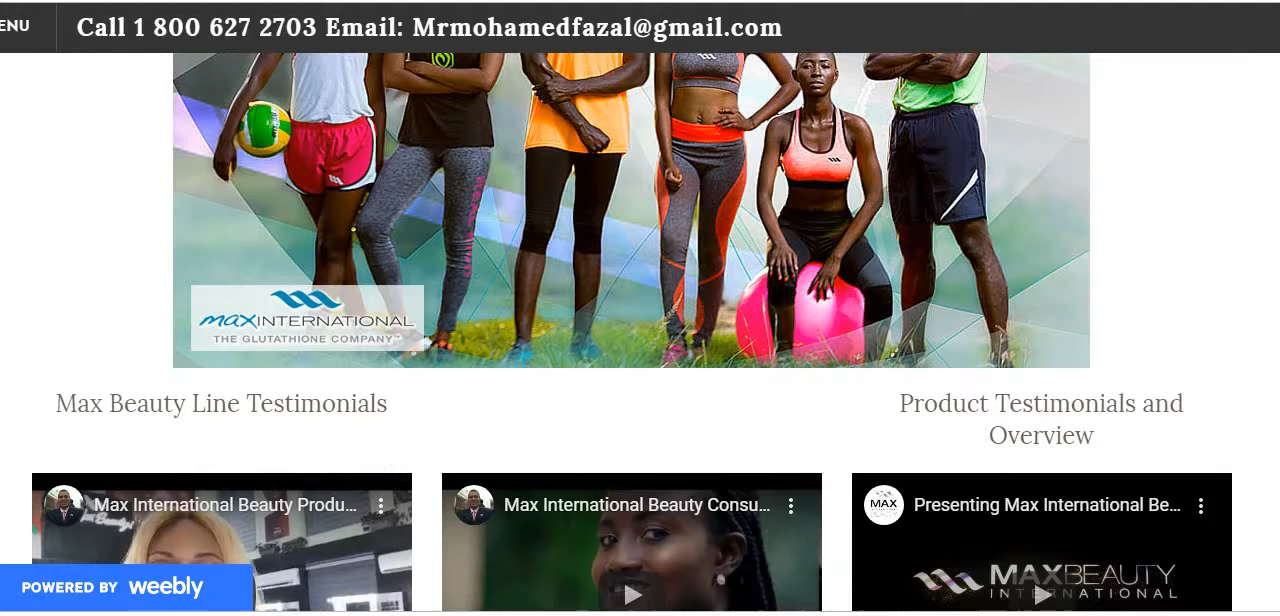 ENU
Call 1 800 627 2703 Email: Mrmohamedfazal@gmail.com
maxINTERNATIONAL
THE GLUTATHIONE COMPANY
Max Beauty Line Testimonials
Product Testimonials and
Overview
Max International Beauty Produ...
Max International Beauty Consu...
MAX
Presenting Max International Be...
MAXBEAUTY
INTERNATIONAL
POWERED BY weebly